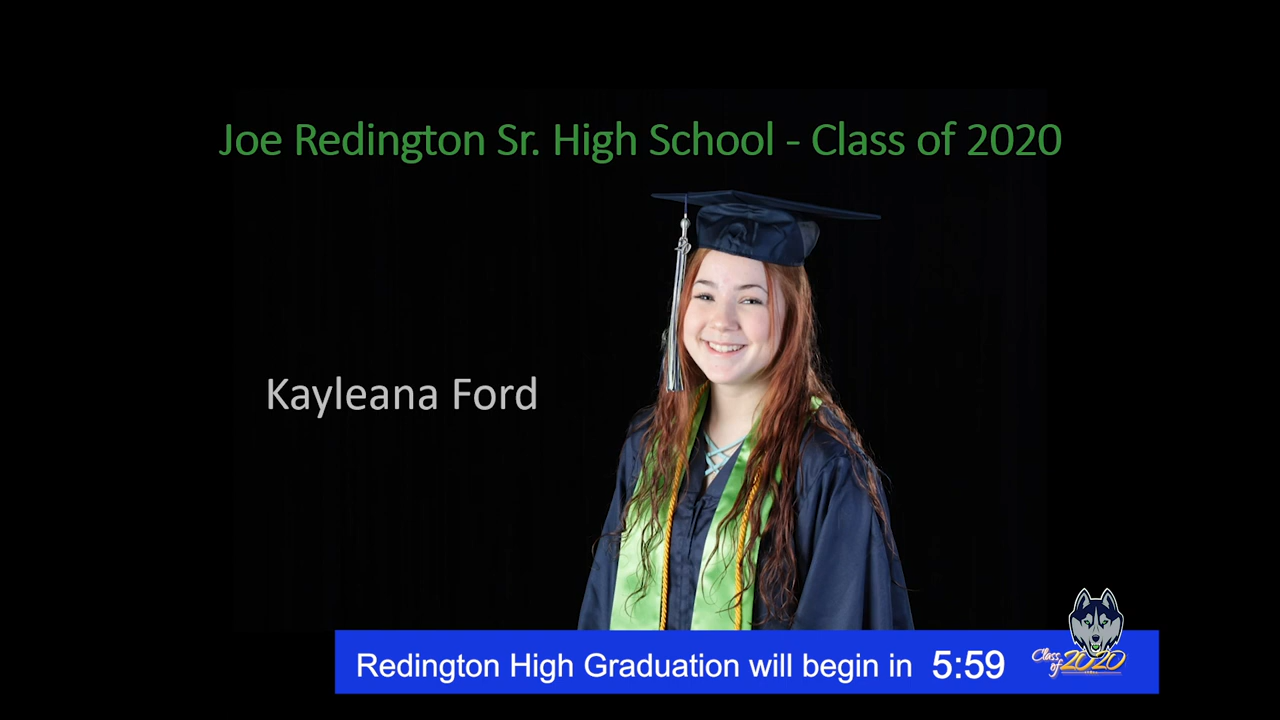 Joe Redington Sr. High School - Class of 2020
Kayleana Ford
Redington High Graduation will begin in 5:59
Class of 2020